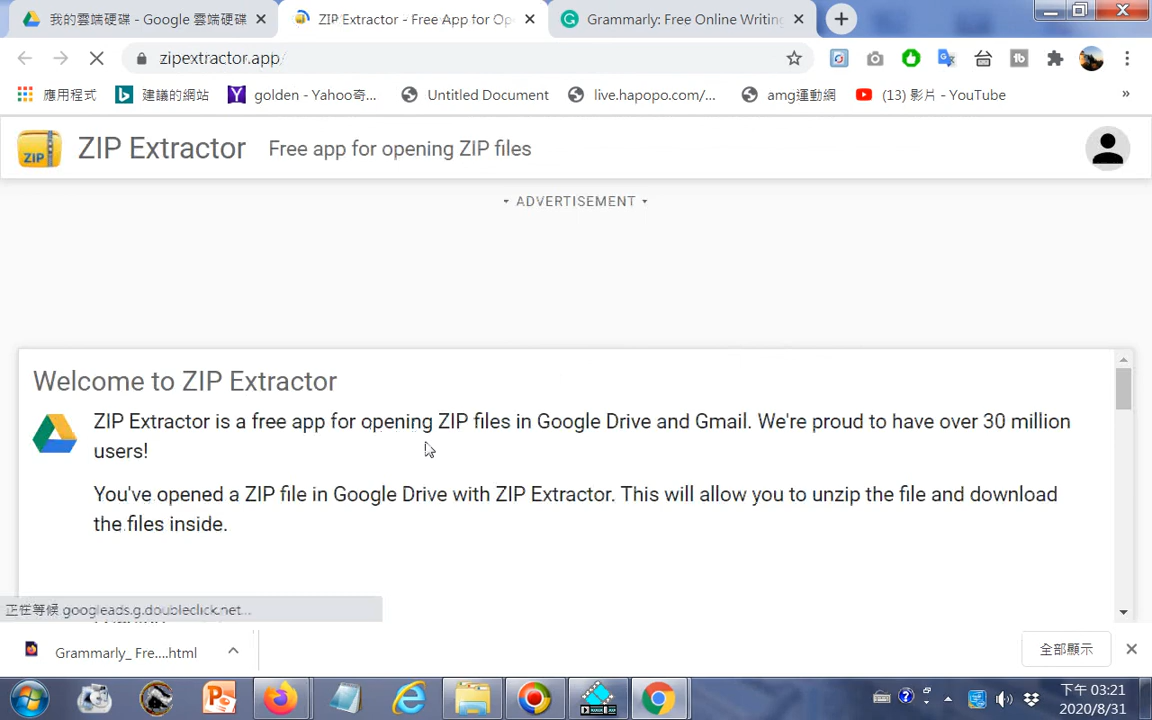 我的雲端硬碟 - Google 雲端硬碟
ZIP Extractor - Free App for Op
Grammarly: Free Online Writing
zipextractor.app/
應用程式
建議的網站
golden - Yahoo奇...
Untitled Document
live.hapopo.com/...
amg運動網
(13) 影片 - YouTube
»
ZIP
ZIP Extractor
Free app for opening ZIP files
ADVERTISEMENT
Welcome to ZIP Extractor
ZIP Extractor is a free app for opening ZIP files in Google Drive and Gmail. We're proud to have over 30 million
users!
You've opened a ZIP file in Google Drive with ZIP Extractor. This will allow you to unzip the file and download
the files inside.
正在等候 googleads.g.doubleclick.net...
Grammarly_ Fre....html
全部顯示
下午 03:21
2020/8/31